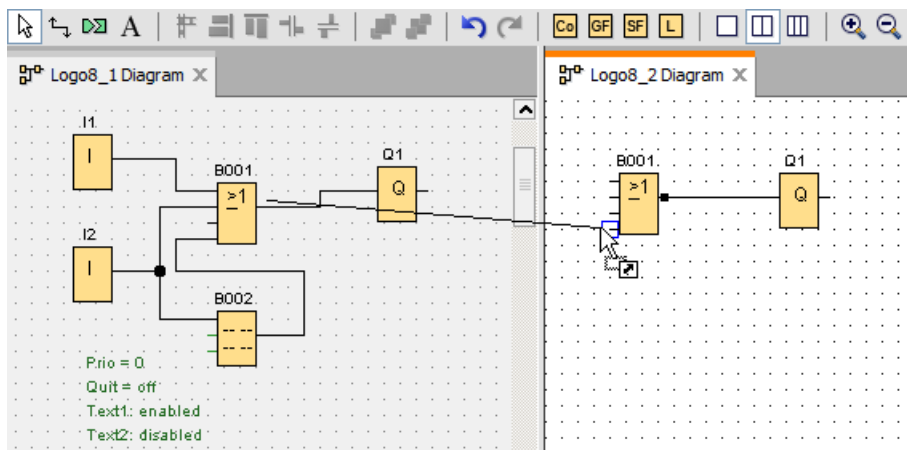 A Co GF SF L
Logo8_1 Diagram
Logo8_2 Diagram
I1
I
B001
>1
Q1
Q
I2
I
B002
Prio = 0
Quit = off
Text1: enabled
Text2: disabled
B001
>1
Q1
Q